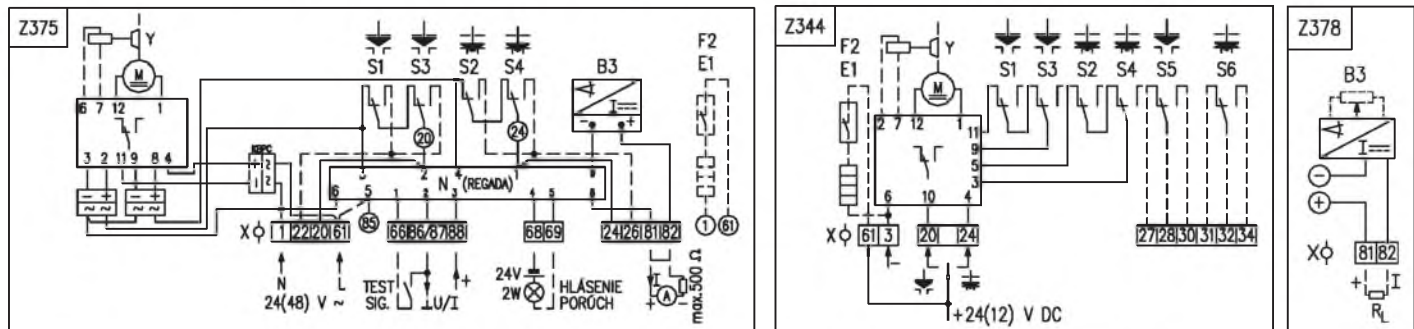 Z375
Y
M
6 7 12 1
3 2 11 9 8 4
− + − +
~ ~ ~ ~
KBPC
S1 S3 S2 S4
20
24
B3
I
− +
F2
E1
N (REGADA)
2 4 1
6 5 1 2 3 4 5
85
X 1 22 20 61 66 86/87 88 68 69 24 26 81 82
1 61
N L
24(48) V ~
TEST
SIG.
U/I
+
24V
2W
HLÁSENIE
PORÚCH
I
A
− +
max.500 Ω
Z344
F2
E1
Y
M
2 7 12 1
S1 S3 S2 S4 S5 S6
11
9
5
3
6 10 4
X 61 3 20 24 27 28 30 31 32 34
−
+24(12) V DC
Z378
B3
I
−
+
X 81 82
+ I
RL